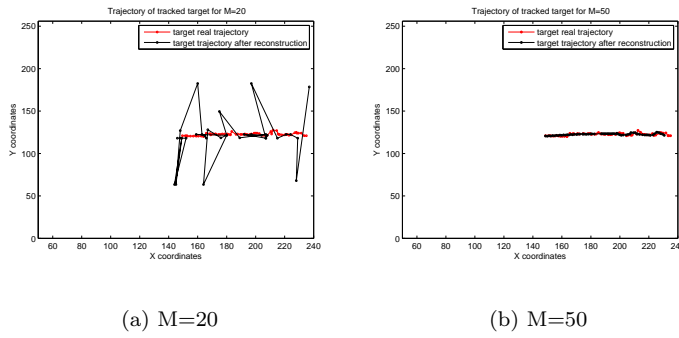 Trajectory of tracked target for M=20
target real trajectory
target trajectory after reconstruction
Y coordinates
250
200
150
100
50
0
60 80 100 120 140 160 180 200 220 240
X coordinates
(a) M=20
Trajectory of tracked target for M=50
target real trajectory
target trajectory after reconstruction
Y coordinates
250
200
150
100
50
0
60 80 100 120 140 160 180 200 220 240
X coordinates
(b) M=50